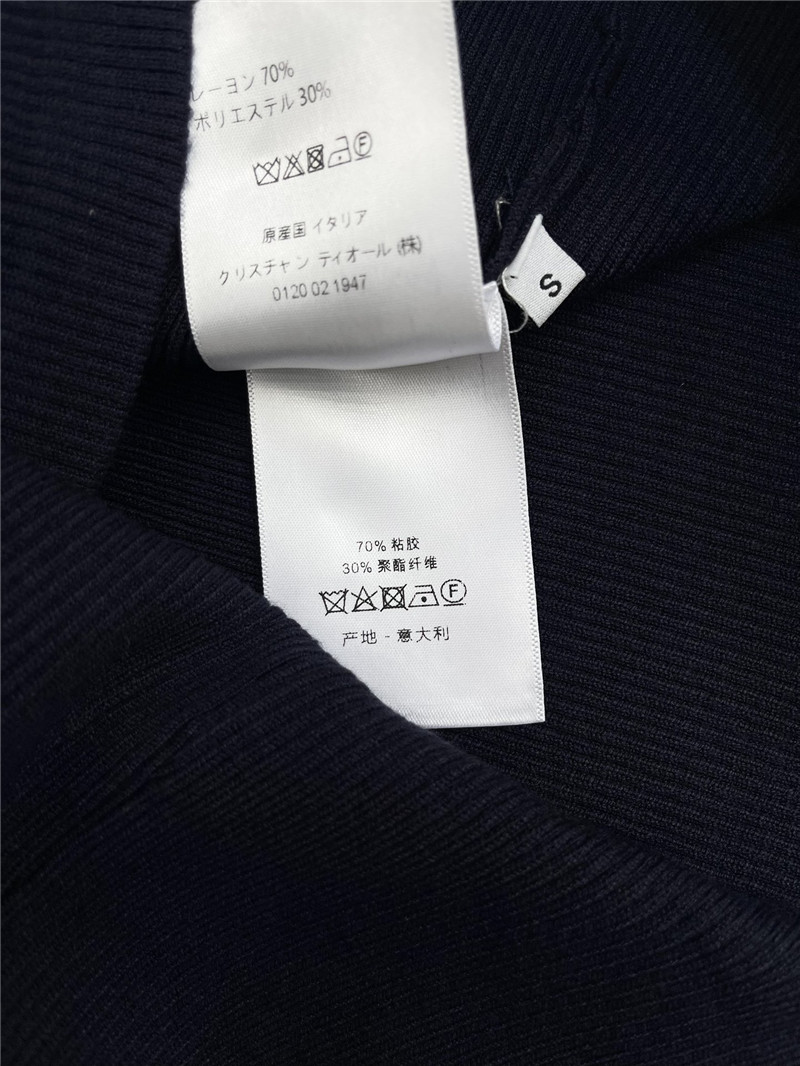 レーヨン 70%
ポリエステル 30%
F
原産国 イタリア
クリスチャン ディオール (株)
0120 02 1947
S
70% 粘胶
30% 聚酯纤维
F
产地 - 意大利